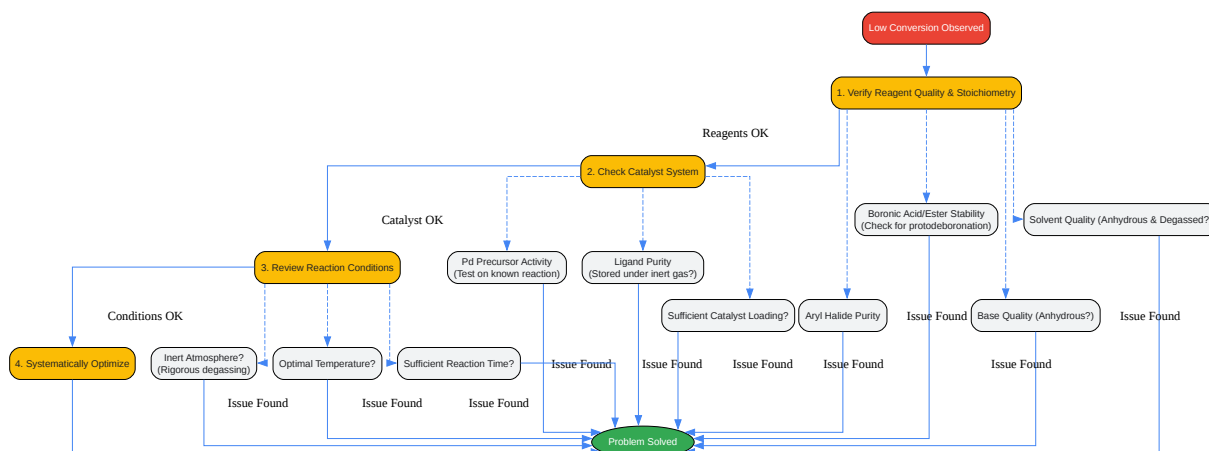 Low Conversion Observed
1. Verify Reagent Quality & Stoichiometry
Reagents OK
2. Check Catalyst System
Catalyst OK
Boronic Acid/Ester Stability
(Check for protodeboronation)
Solvent Quality (Anhydrous & Degassed?
3. Review Reaction Conditions
Pd Precursor Activity
(Test on known reaction)
Ligand Purity
(Stored under inert gas?)
Conditions OK
Sufficient Catalyst Loading?
Aryl Halide Purity
Issue Found
Base Quality (Anhydrous?)
Issue Found
4. Systematically Optimize
Inert Atmosphere?
(Rigorous degassing)
Optimal Temperature?
Sufficient Reaction Time?
Issue Found
Issue Found
Issue Found
Issue Found
Issue Found
Issue Found
Issue Found
Issue Found
Problem Solved